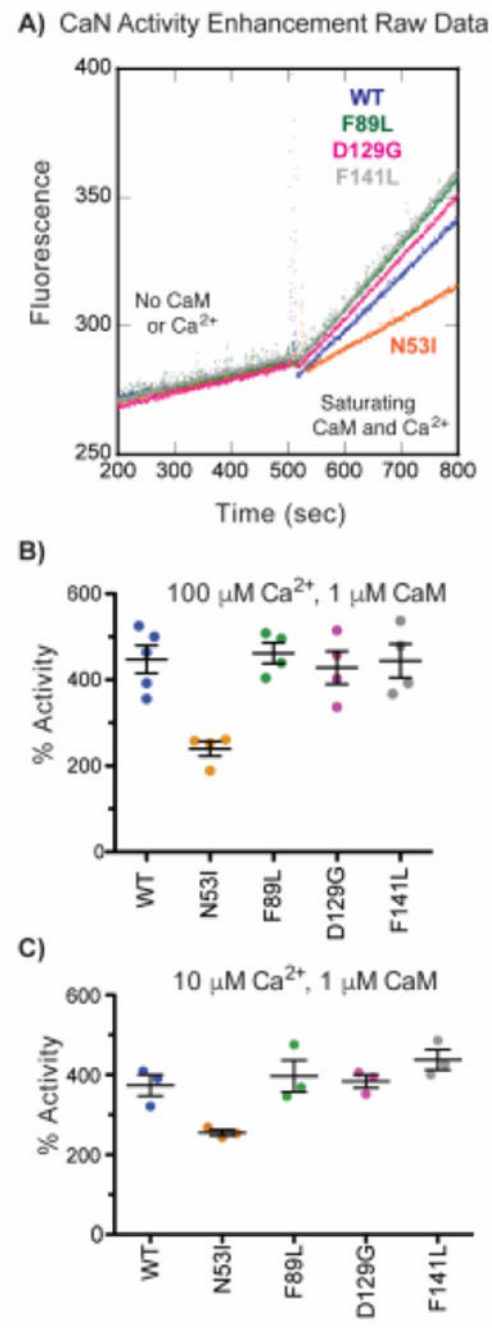 A) CaN Activity Enhancement Raw Data
400
350
300
250
Fluorescence
WT
F89L
D129G
F141L
No CaM
or Ca²⁺
N53I
Saturating
CaM and Ca²⁺
200 300 400 500 600 700 800
Time (sec)
B)
100 µM Ca²⁺, 1 µM CaM
600
400
200
0
% Activity
WT
N53I
F89L
D129G
F141L
C)
10 µM Ca²⁺, 1 µM CaM
600
400
200
0
% Activity
WT
N53I
F89L
D129G
F141L